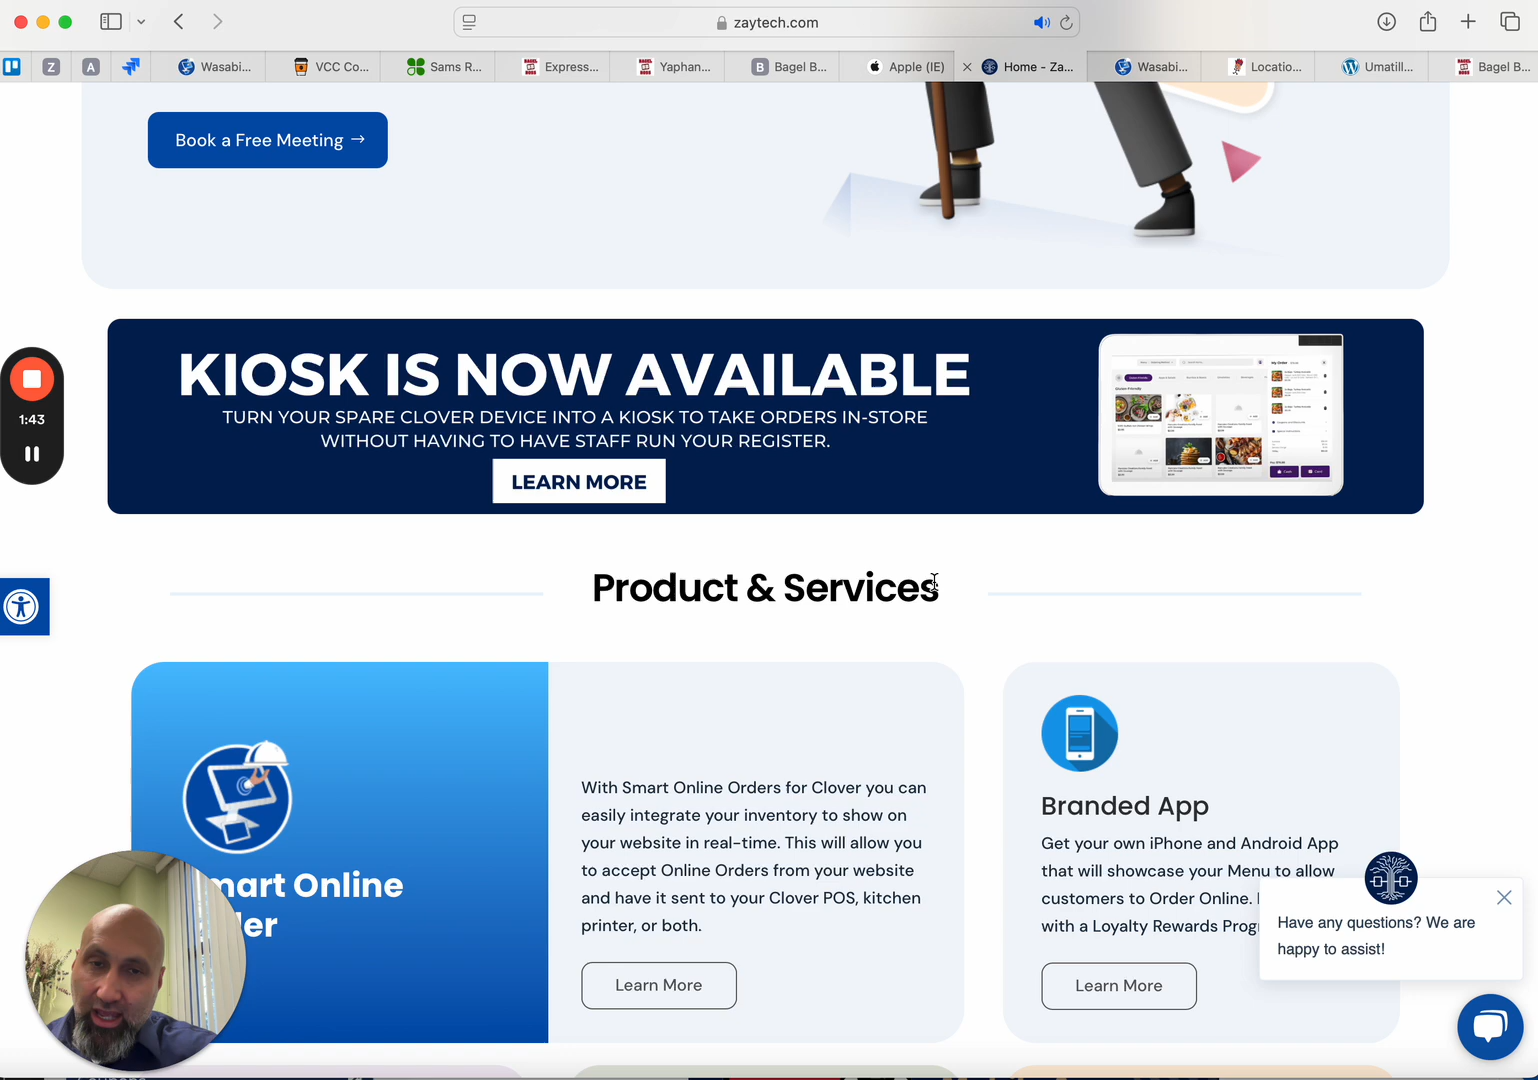 zaytech.com
Z
A
Wasabi...
VCC Co...
Sams R...
Express...
Yaphan...
B
Bagel B...
Apple (IE)
Home - Za...
Wasabi...
Locatio...
Umatill...
Bagel B...
Book a Free Meeting →
KIOSK IS NOW AVAILABLE
TURN YOUR SPARE CLOVER DEVICE INTO A KIOSK TO TAKE ORDERS IN-STORE
WITHOUT HAVING TO HAVE STAFF RUN YOUR REGISTER.
LEARN MORE
1:43
Product & Services
mart Online
er
With Smart Online Orders for Clover you can
easily integrate your inventory to show on
your website in real-time. This will allow you
to accept Online Orders from your website
and have it sent to your Clover POS, kitchen
printer, or both.
Learn More
Branded App
Get your own iPhone and Android App
that will showcase your Menu to allow
customers to Order Online.
with a Loyalty Rewards Progr
Learn More
Have any questions? We are
happy to assist!